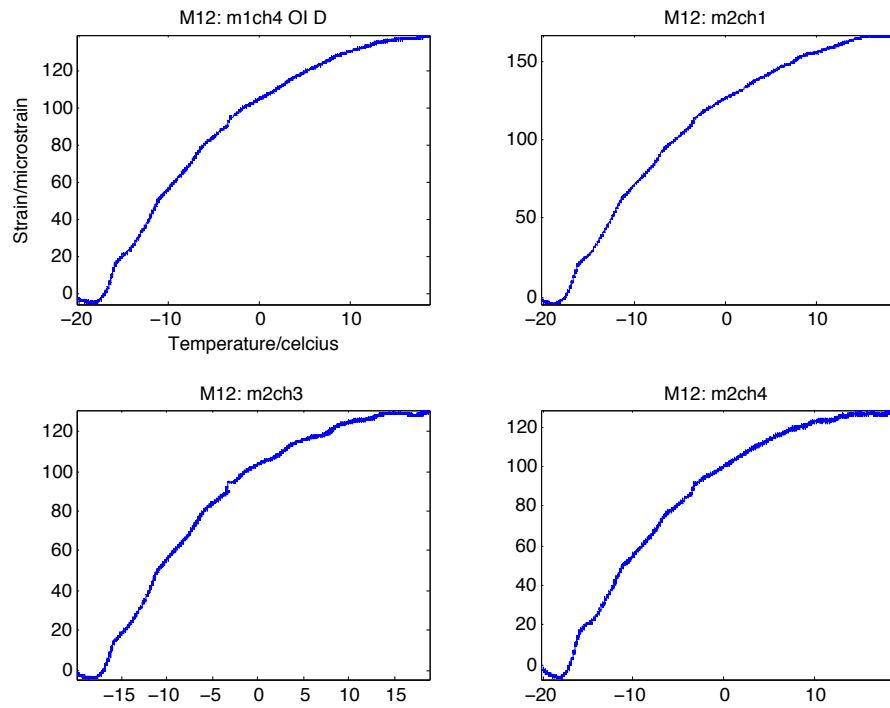 M12: m1ch4 OI D
120
100
80
60
40
20
0
Strain/microstrain
−20 −10 0 10
Temperature/celcius
M12: m2ch1
150
100
50
0
−20 −10 0 10
M12: m2ch3
120
100
80
60
40
20
0
−15 −10 −5 0 5 10 15
M12: m2ch4
120
100
80
60
40
20
0
−20 −10 0 10